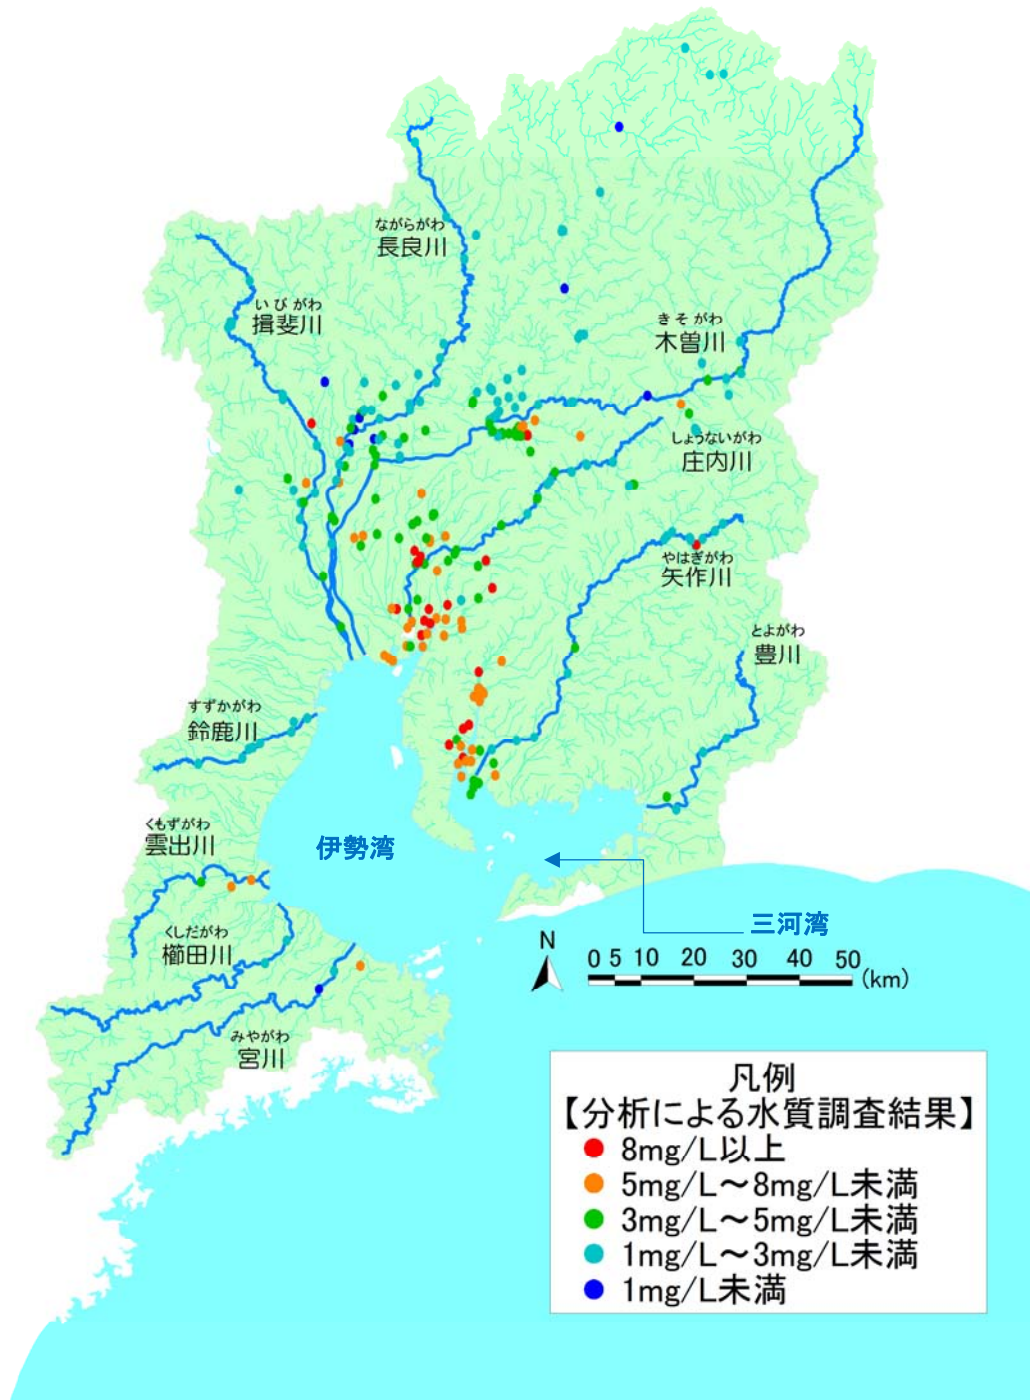 ながらがわ
長良川
いびがわ
揖斐川
きそがわ
木曽川
しょうないがわ
庄内川
やはぎがわ
矢作川
とよがわ
豊川
すずかがわ
鈴鹿川
くもずがわ
雲出川
伊勢湾
三河湾
くしだがわ
櫛田川
みやがわ
宮川
N
0 5 10 20 30 40 50
(km)
凡例
【分析による水質調査結果】
8mg/L以上
5mg/L～8mg/L未満
3mg/L～5mg/L未満
1mg/L～3mg/L未満
1mg/L未満